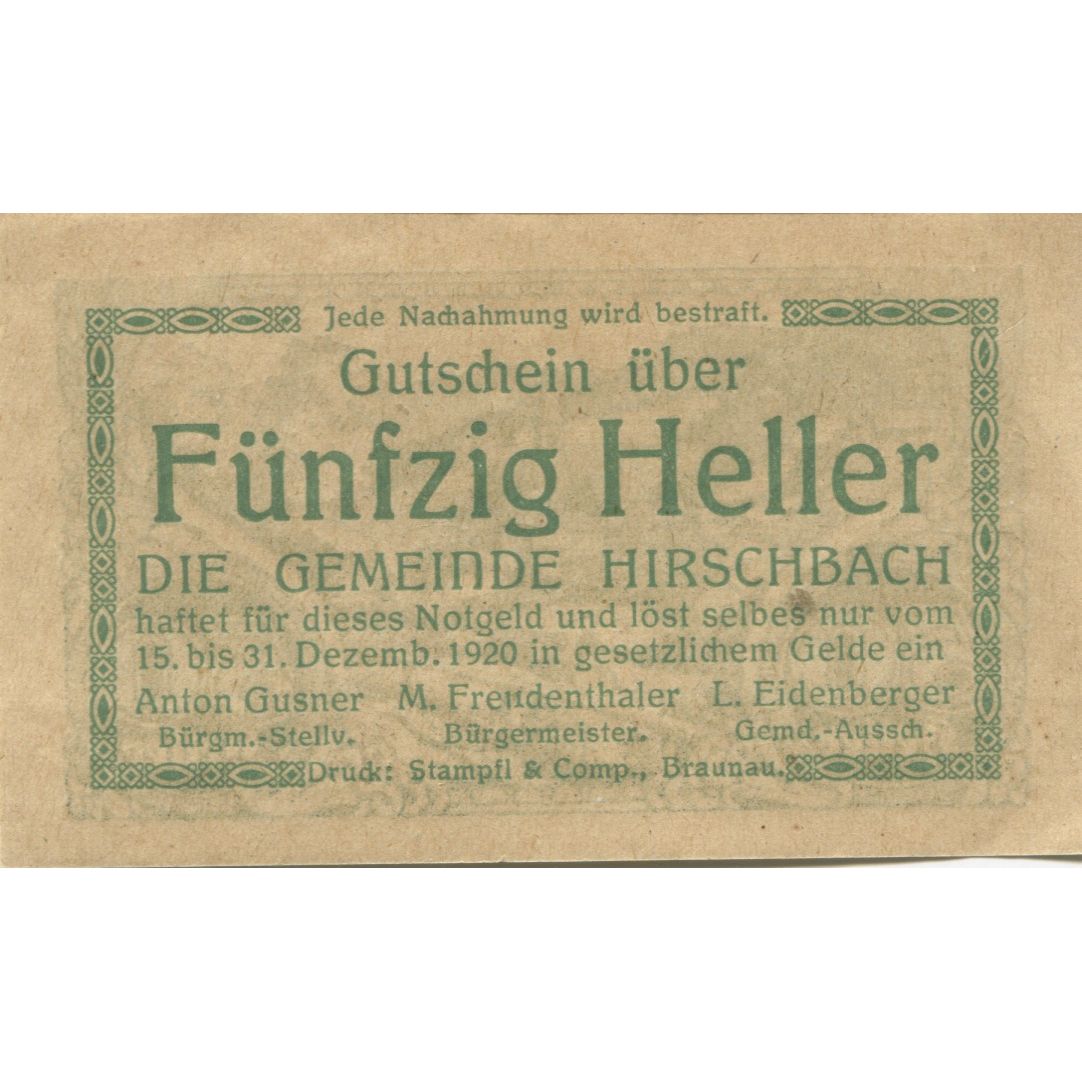 Jede Nachahmung wird bestraft.
Gutschein über
Fünfzig Heller
DIE GEMEINDE HIRSCHBACH
haftet für dieses Notgeld und löst selbes nur vom
15. bis 31. Dezemb. 1920 in gesetzlichem Gelde ein
Anton Gusner M. Freudenthaler L. Eidenberger
Bürgm.-Stellv. Bürgermeister. Gemd.-Aussch.
Druck: Stampfl & Comp., Braunau.